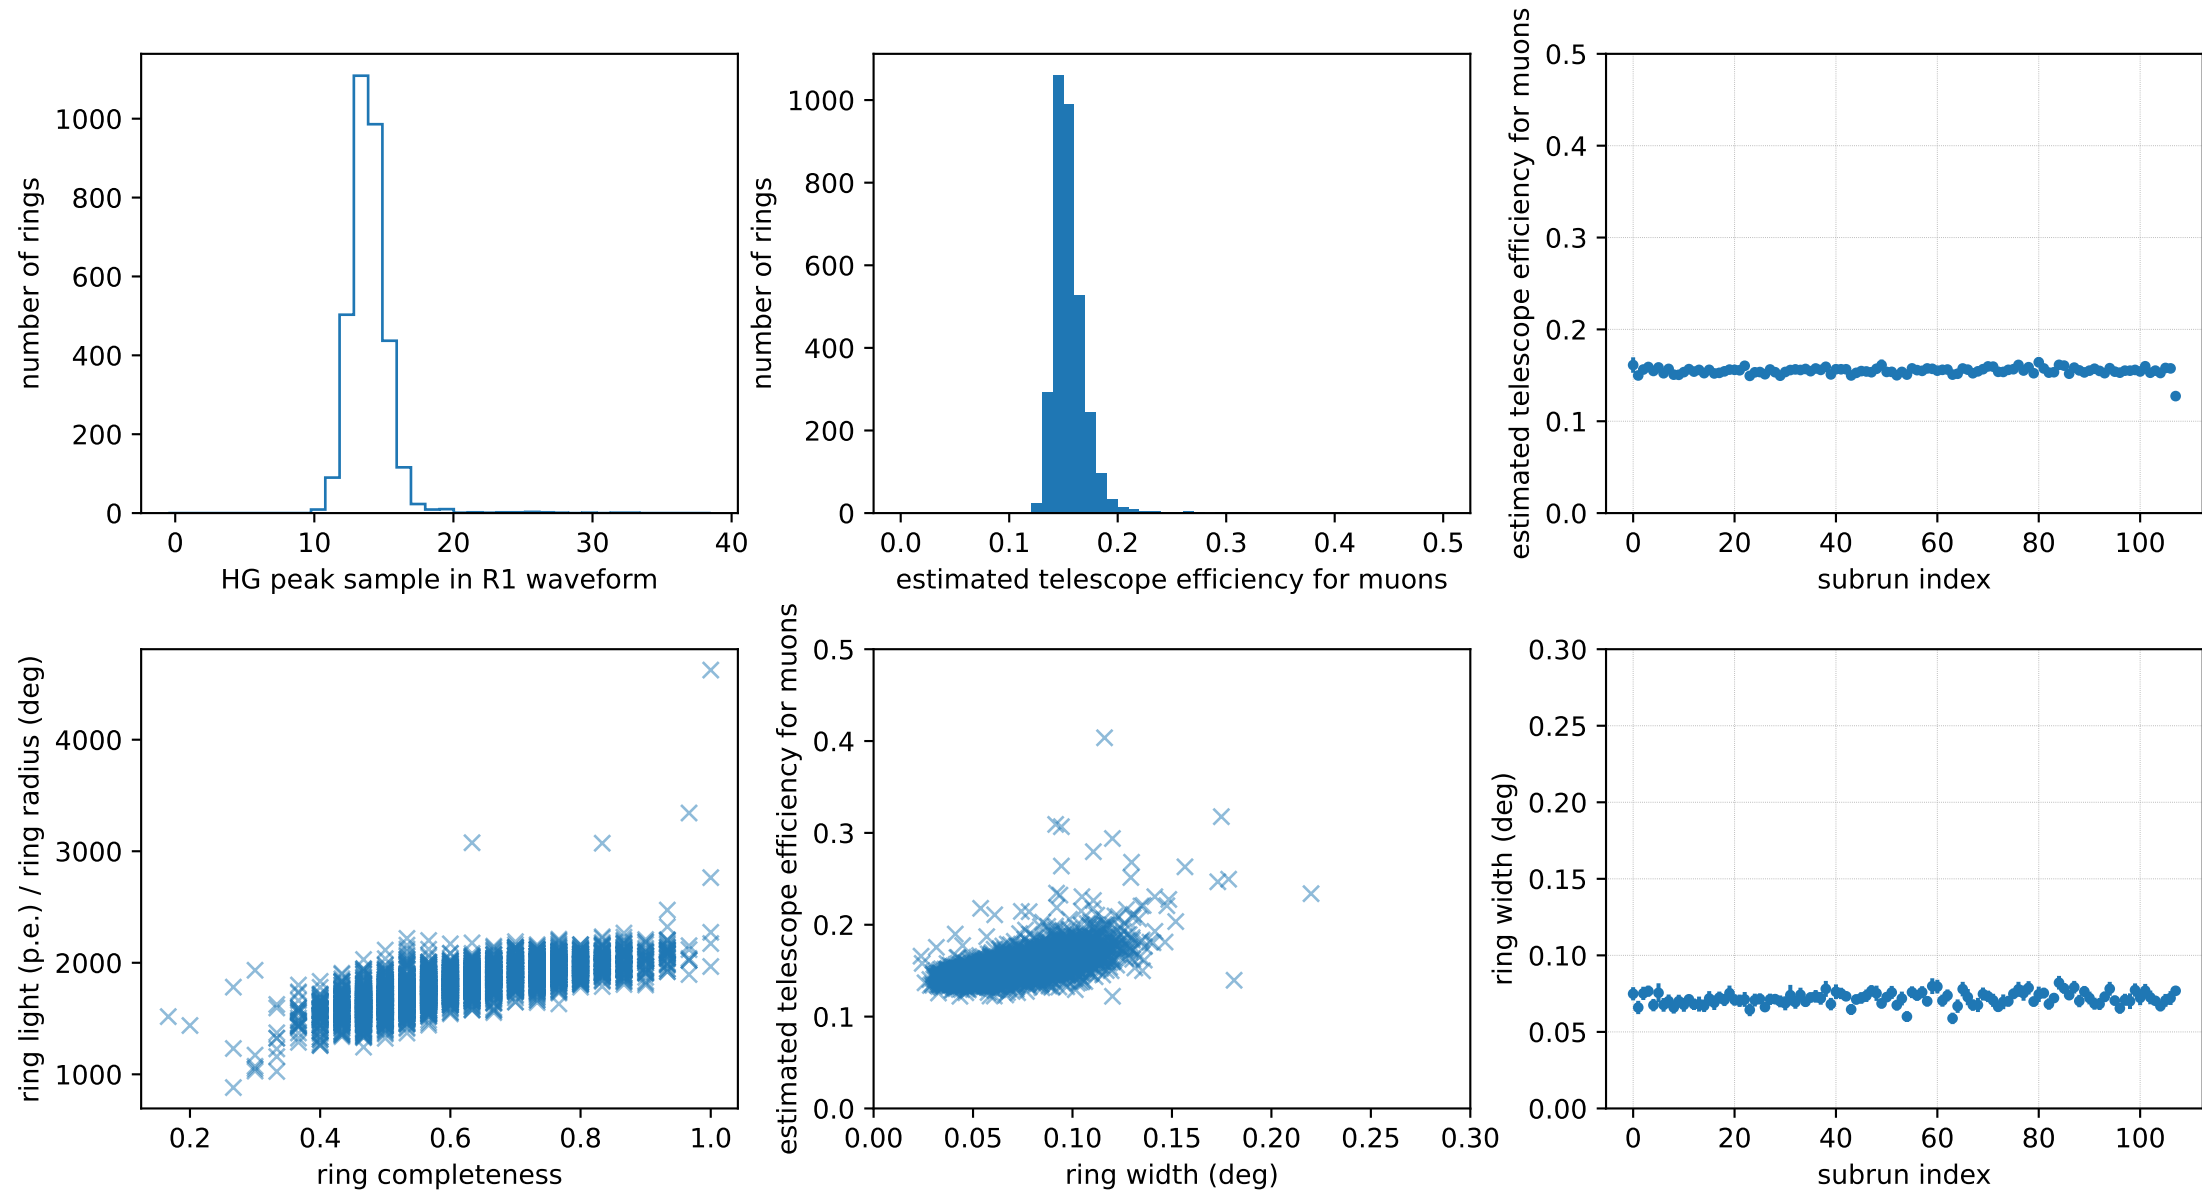 number of rings
1000
800
600
400
200
0
0 10 20 30 40
HG peak sample in R1 waveform
number of rings
1000
800
600
400
200
0
0.0 0.1 0.2 0.3 0.4 0.5
estimated telescope efficiency for muons
estimated telescope efficiency for muons
0.5
0.4
0.3
0.2
0.1
0.0
0 20 40 60 80 100
subrun index
ring light (p.e.) / ring radius (deg)
4000
3000
2000
1000
0.2 0.4 0.6 0.8 1.0
ring completeness
estimated telescope efficiency for muons
0.5
0.4
0.3
0.2
0.1
0.0
0.00 0.05 0.10 0.15 0.20 0.25 0.30
ring width (deg)
ring width (deg)
0.30
0.25
0.20
0.15
0.10
0.05
0.00
0 20 40 60 80 100
subrun index